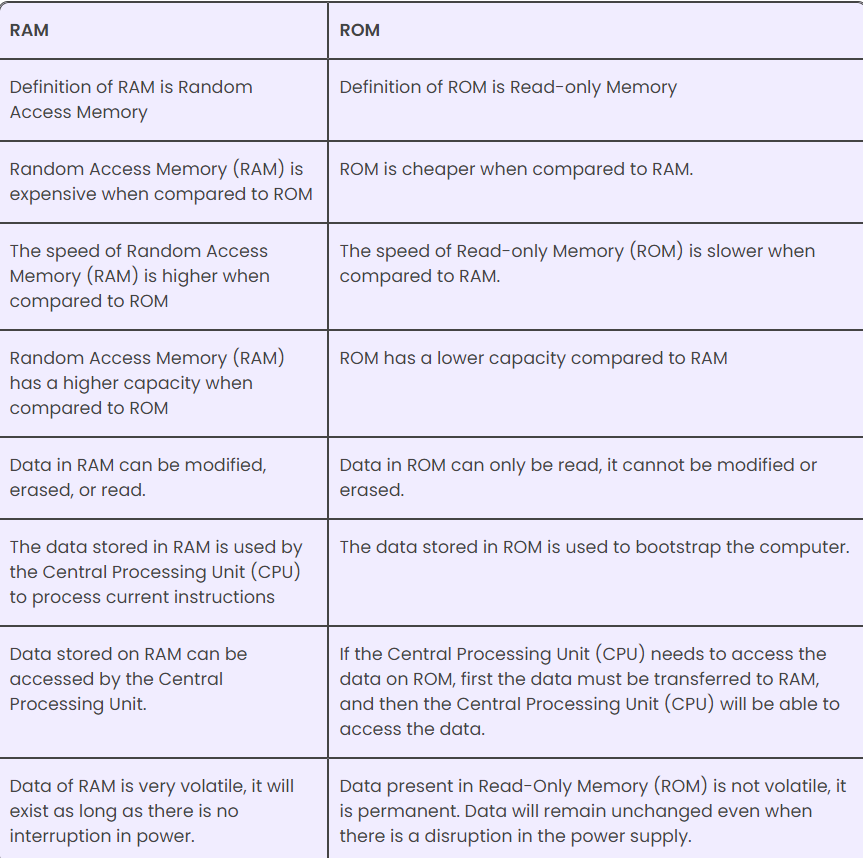 RAM
ROM
Definition of RAM is Random
Access Memory
Definition of ROM is Read-only Memory
Random Access Memory (RAM) is
expensive when compared to ROM
ROM is cheaper when compared to RAM.
The speed of Random Access
Memory (RAM) is higher when
compared to ROM
The speed of Read-only Memory (ROM) is slower when
compared to RAM.
Random Access Memory (RAM)
has a higher capacity when
compared to ROM
ROM has a lower capacity compared to RAM
Data in RAM can be modified,
erased, or read.
Data in ROM can only be read, it cannot be modified or
erased.
The data stored in RAM is used by
the Central Processing Unit (CPU)
to process current instructions
The data stored in ROM is used to bootstrap the computer.
Data stored on RAM can be
accessed by the Central
Processing Unit.
If the Central Processing Unit (CPU) needs to access the
data on ROM, first the data must be transferred to RAM,
and then the Central Processing Unit (CPU) will be able to
access the data.
Data of RAM is very volatile, it will
exist as long as there is no
interruption in power.
Data present in Read-Only Memory (ROM) is not volatile, it
is permanent. Data will remain unchanged even when
there is a disruption in the power supply.